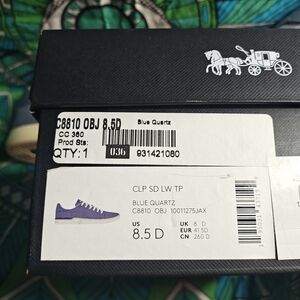 C8810 OBJ 8.5D
Blue Quartz
CC 360
Prod Sts:
QTY: 1
036
931421080
CLP SD LW TP
BLUE QUARTZ
C8810 OBJ 10011275JAX
US
8.5 D
UK 8 D
EUR 41.5D
CN 260 D